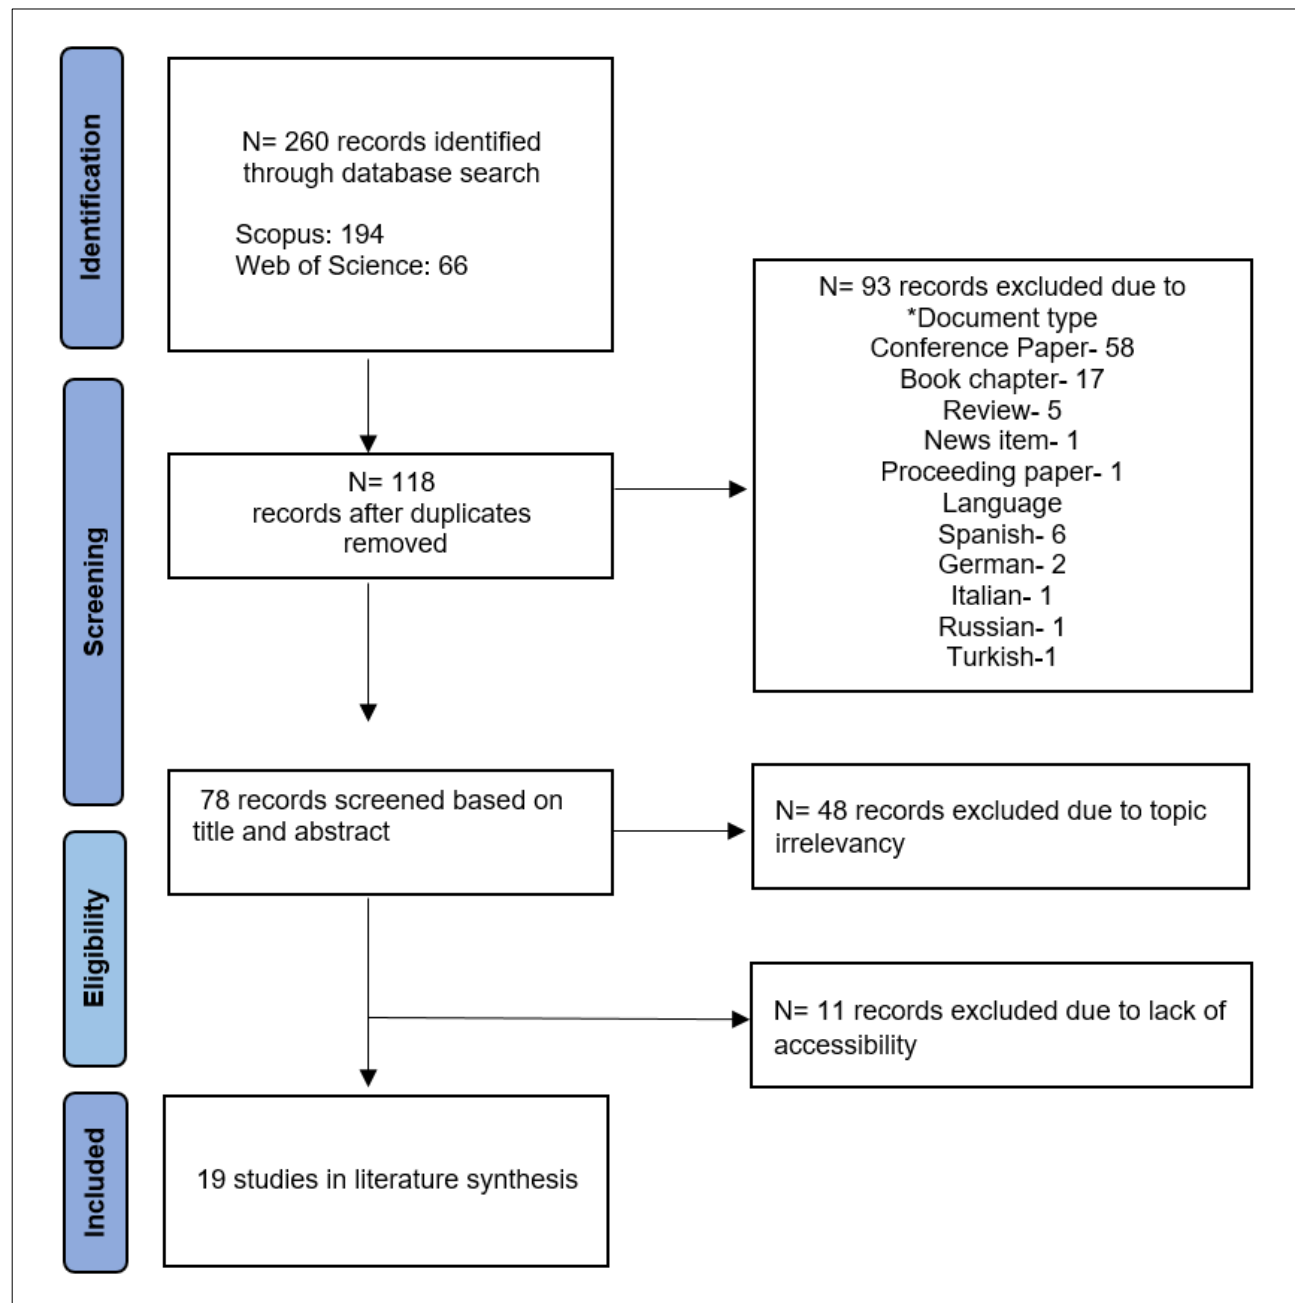 Identification
N= 260 records identified
through database search
Scopus: 194
Web of Science: 66
N= 93 records excluded due to
*Document type
Conference Paper- 58
Book chapter- 17
Review- 5
News item- 1
Proceeding paper- 1
Language
Spanish- 6
German- 2
Italian- 1
Russian- 1
Turkish-1
Screening
N= 118
records after duplicates
removed
78 records screened based on
title and abstract
N= 48 records excluded due to topic
irrelevancy
Eligibility
N= 11 records excluded due to lack of
accessibility
Included
19 studies in literature synthesis